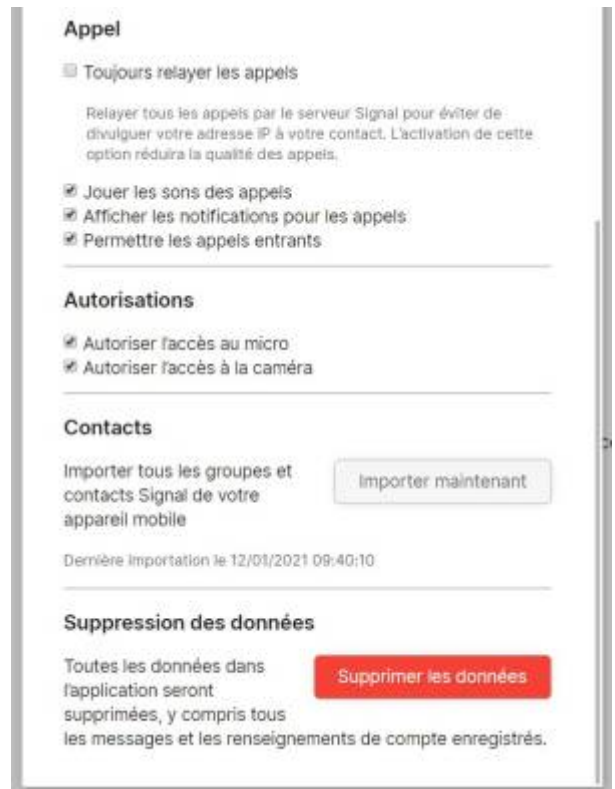 Appel
Toujours relayer les appels
Relayer tous les appels par le serveur Signal pour éviter de
divulguer votre adresse IP à votre contact. L'activation de cette
option réduira la qualité des appels.
Jouer les sons des appels
Afficher les notifications pour les appels
Permettre les appels entrants
Autorisations
Autoriser l'accès au micro
Autoriser l'accès à la caméra
Contacts
Importer tous les groupes et
contacts Signal de votre
appareil mobile
Importer maintenant
Dernière importation le 12/01/2021 09:40:10
Suppression des données
Toutes les données dans
l'application seront
supprimées, y compris tous
les messages et les renseignements de compte enregistrés.
Supprimer les données